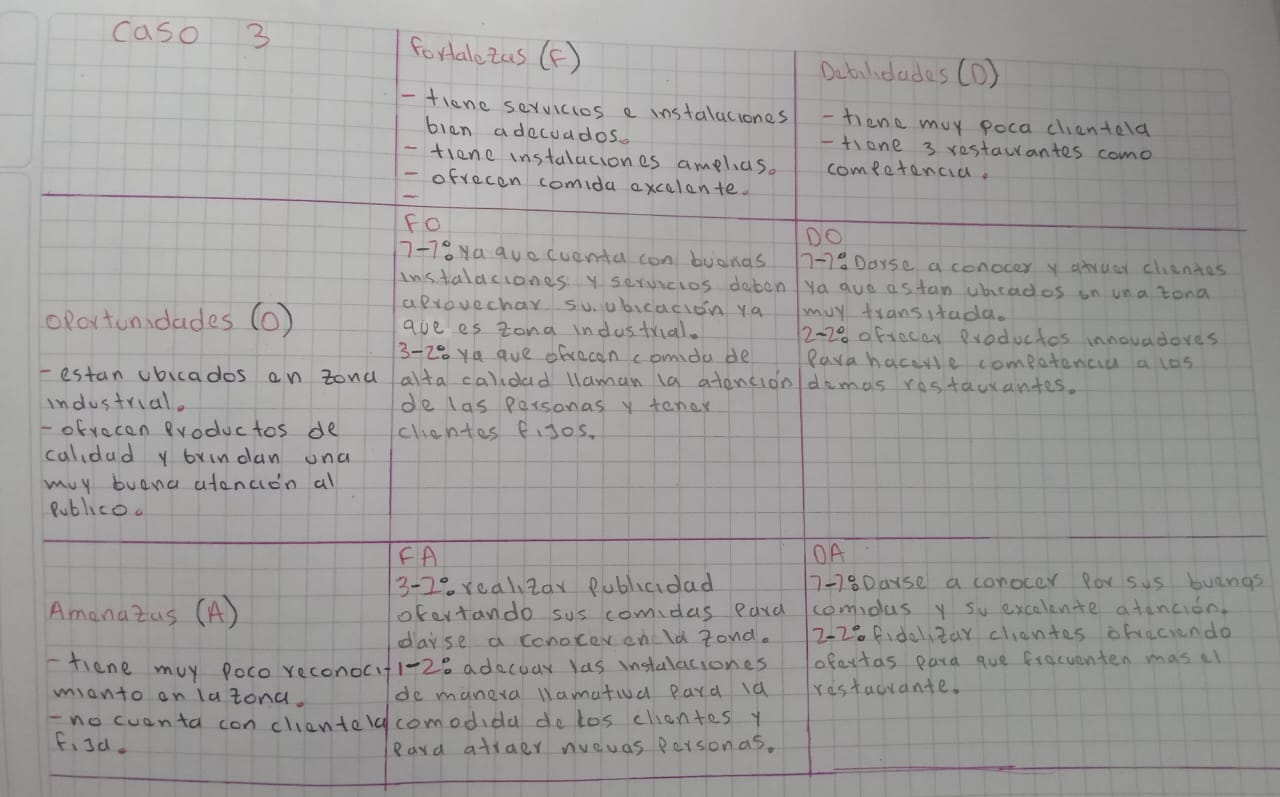 Caso 3
Fortalezas (F)
- tiene servicios e instalaciones
bien adecuados.
- tiene instalaciones amplias.
- ofrecen comida excelente.
-
Debilidades (D)
- tiene muy poca clientela
- tiene 3 restaurantes como
competencia.
Oportunidades (O)
- estan ubicados en zona
industrial.
- ofrecen productos de
calidad y brindan una
muy buena atención al
publico.
FO
1-1: ya que cuenta con buenas
instalaciones y servicios deben
aprovechar su ubicación ya
que es zona industrial.
3-2: ya que ofrecen comida de
alta calidad llaman la atención
de las personas y tener
clientes fijos.
DO
1-1: Darse a conocer y atraer clientes
ya que estan ubicados en una zona
muy transitada.
2-2: ofrecer productos innovadores
para hacerle competencia a los
demas restaurantes.
Amenazas (A)
- tiene muy poco reconoci
miento en la zona.
- no cuenta con clientela
fija.
FA
3-1: realizar publicidad
ofertando sus comidas para
darse a conocer en la zona.
1-2: adecuar las instalaciones
de manera llamativa para la
comodida de los clientes y
para atraer nuevas personas.
DA
1-1: Darse a conocer por sus buenas
comidas y su excelente atención.
2-2: fidelizar clientes ofreciendo
ofertas para que frecuenten mas el
restaurante.